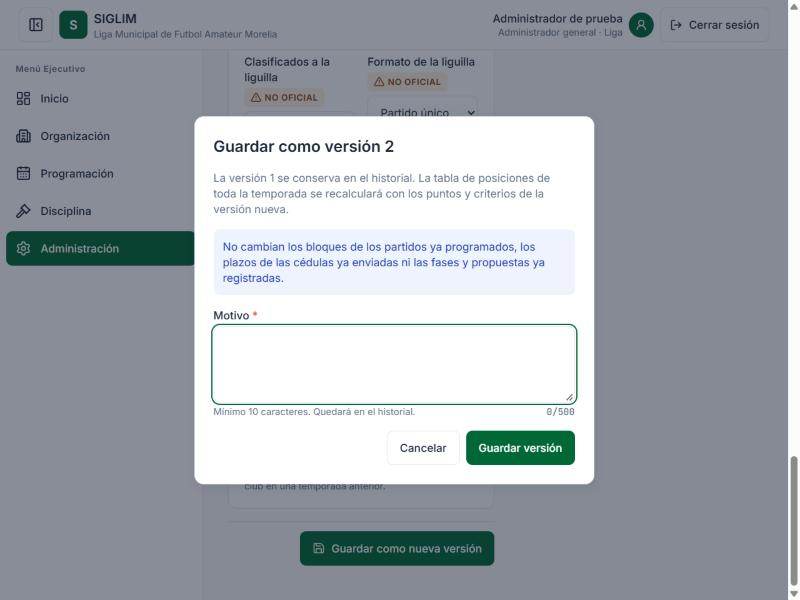 S
SIGLIM
Liga Municipal de Futbol Amateur Morelia
Administrador de prueba
Administrador general · Liga
Cerrar sesión
Menú Ejecutivo
Inicio
Organización
Programación
Disciplina
Administración
Clasificados a la liguilla
NO OFICIAL
Formato de la liguilla
NO OFICIAL
Partido único
Guardar como versión 2
La versión 1 se conserva en el historial. La tabla de posiciones de
toda la temporada se recalculará con los puntos y criterios de la
versión nueva.
No cambian los bloques de los partidos ya programados, los
plazos de las cédulas ya enviadas ni las fases y propuestas ya
registradas.
Motivo *
Mínimo 10 caracteres. Quedará en el historial.
0/500
Cancelar
Guardar versión
club en una temporada anterior.
Guardar como nueva versión